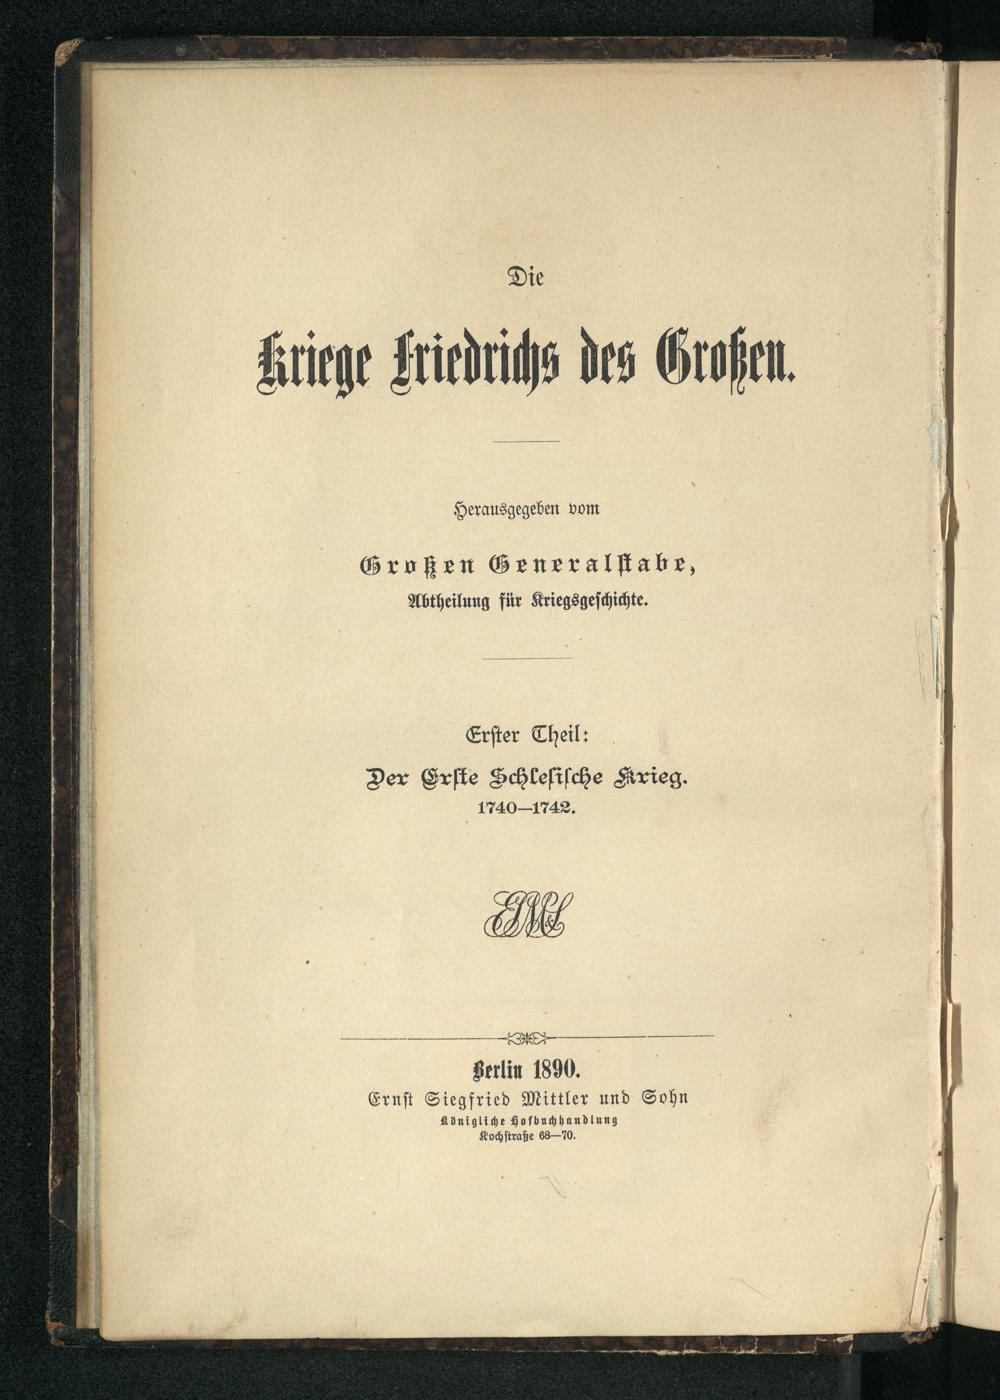 Die
Kriege Friedrichs des Großen.
Herausgegeben vom
Großen Generalstabe,
Abtheilung für Kriegsgeschichte.
Erster Theil:
Der Erste Schlesische Krieg.
1740—1742.
ESM&S
Berlin 1890.
Ernst Siegfried Mittler und Sohn
Königliche Hofbuchhandlung
Kochstraße 68—70.